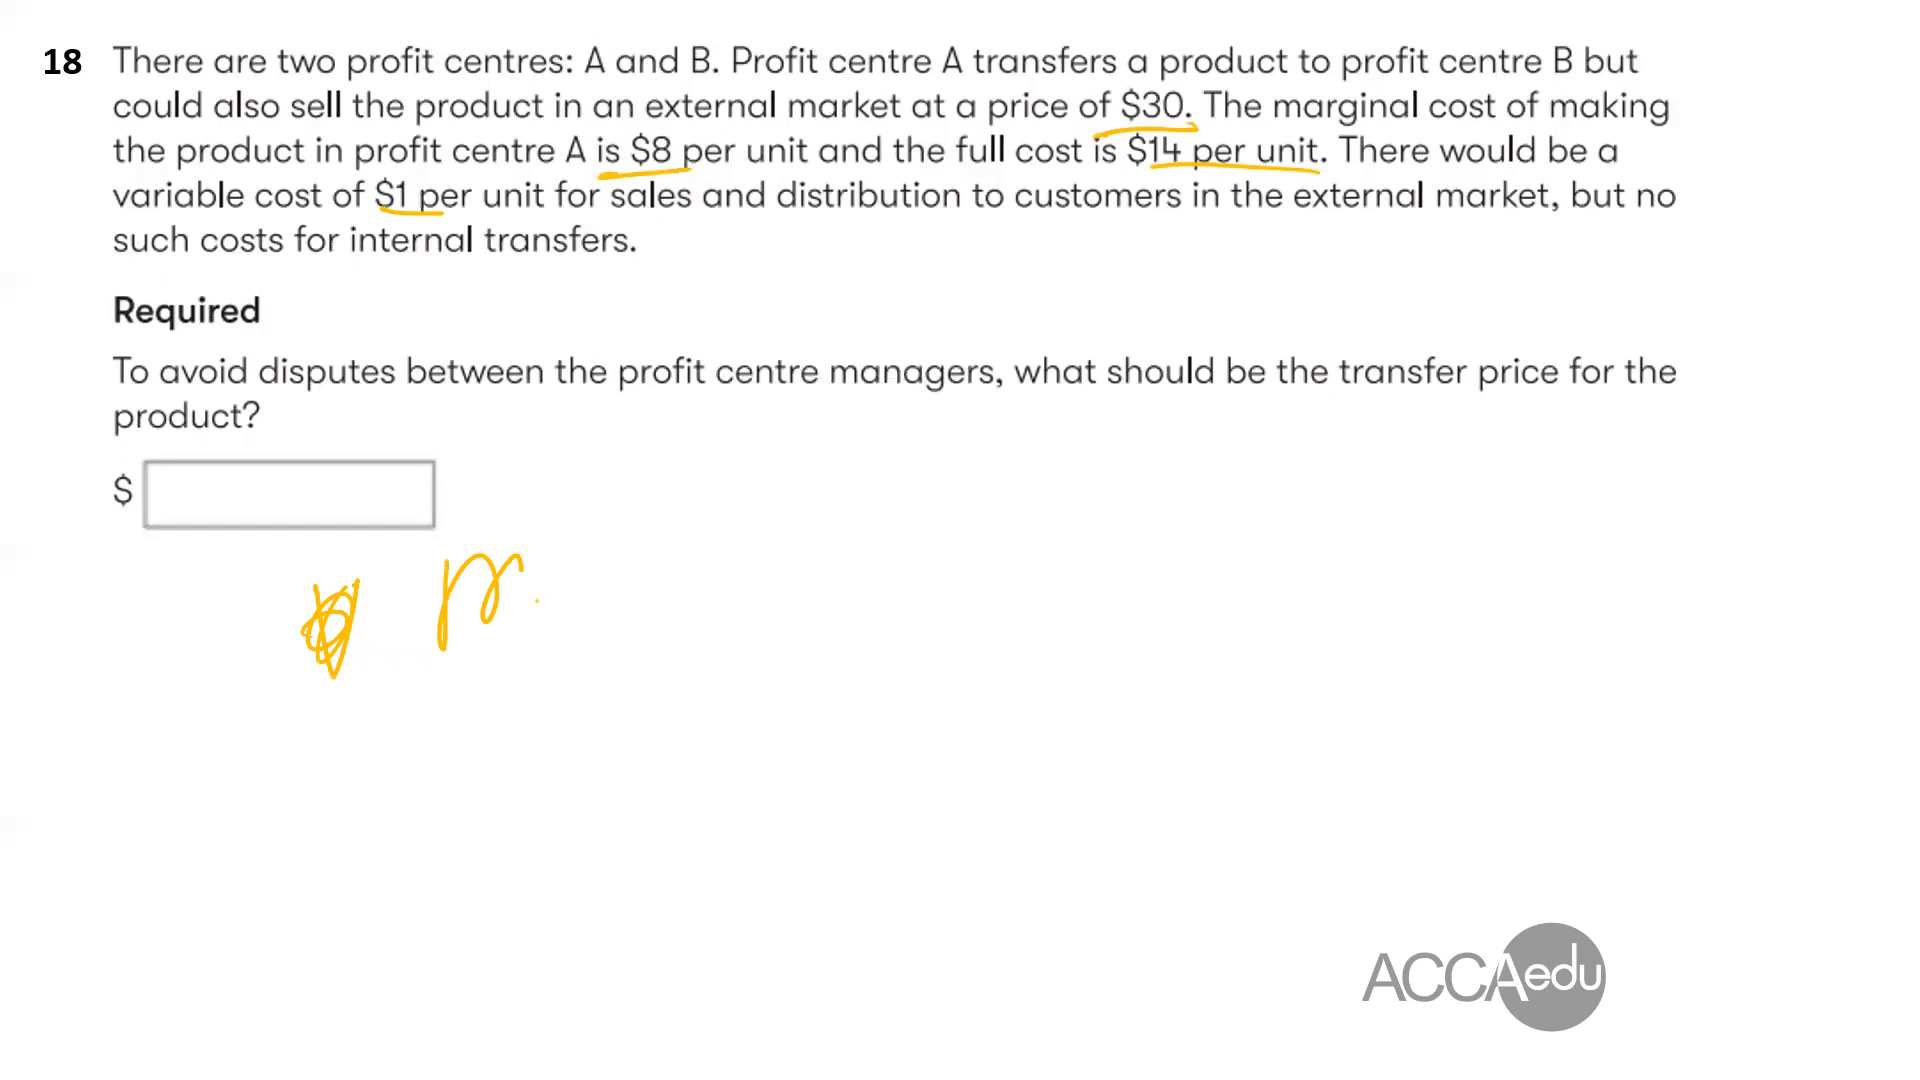 18 There are two profit centres: A and B. Profit centre A transfers a product to profit centre B but
could also sell the product in an external market at a price of $30. The marginal cost of making
the product in profit centre A is $8 per unit and the full cost is $14 per unit. There would be a
variable cost of $1 per unit for sales and distribution to customers in the external market, but no
such costs for internal transfers.
Required
To avoid disputes between the profit centre managers, what should be the transfer price for the
product?
$
ACCAedu